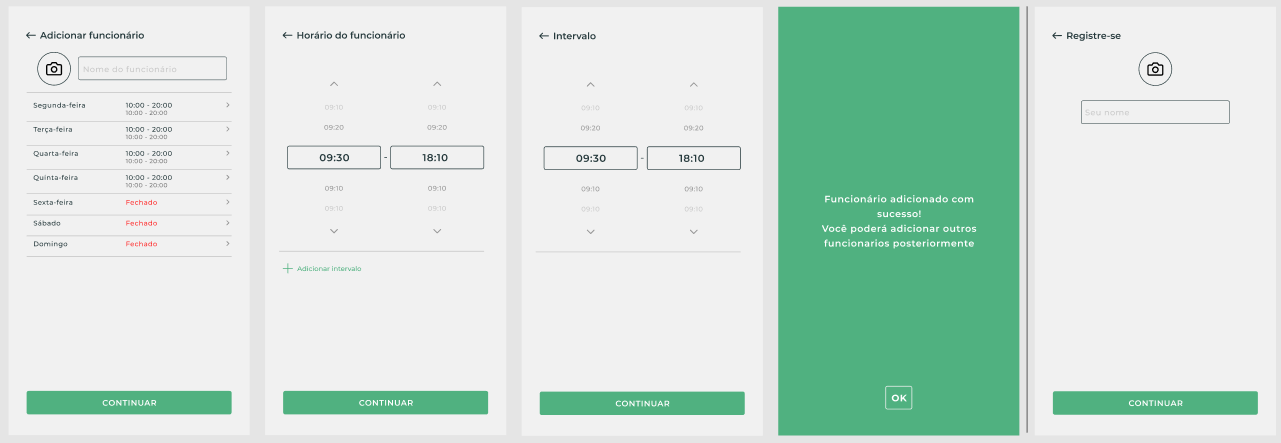 ← Adicionar funcionário
Nome do funcionário
Segunda-feira 10:00 - 20:00
10:00 - 20:00
Terça-feira 10:00 - 20:00
10:00 - 20:00
Quarta-feira 10:00 - 20:00
10:00 - 20:00
Quinta-feira 10:00 - 20:00
10:00 - 20:00
Sexta-feira Fechado
Sábado Fechado
Domingo Fechado
CONTINUAR
← Horário do funcionário
09:10 09:10
09:20 09:20
09:30 - 18:10
09:10 09:10
09:10 09:10
Adicionar intervalo
CONTINUAR
← Intervalo
09:10 09:10
09:20 09:20
09:30 - 18:10
09:10 09:10
09:10 09:10
CONTINUAR
Funcionário adicionado com
sucesso!
Você poderá adicionar outros
funcionarios posteriormente
OK
← Registre-se
Seu nome
CONTINUAR